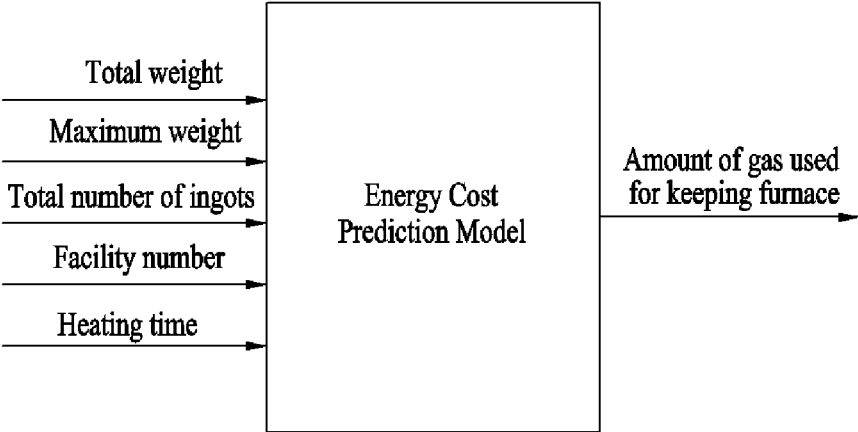 Total weight
Maximum weight
Total number of ingots
Facility number
Heating time
Energy Cost
Prediction Model
Amount of gas used
for keeping furnace